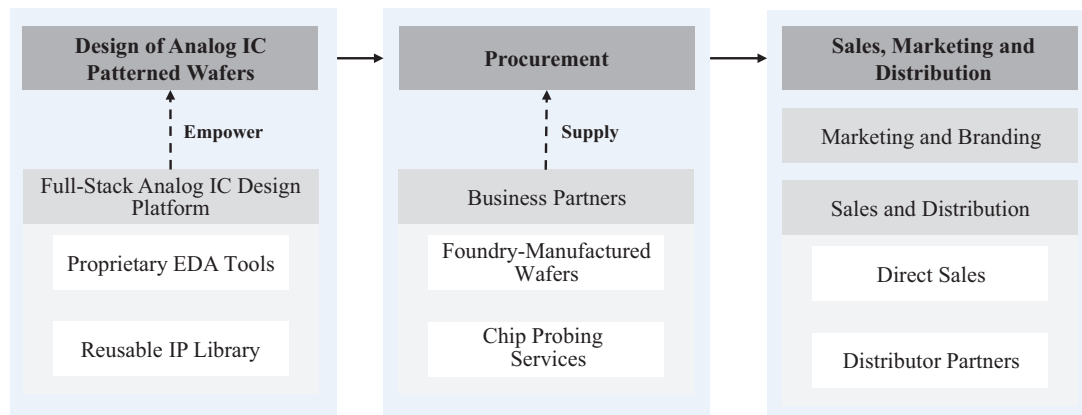 Design of Analog IC
Patterned Wafers
Empower
Full-Stack Analog IC Design
Platform
Proprietary EDA Tools
Reusable IP Library
Procurement
Supply
Business Partners
Foundry-Manufactured
Wafers
Chip Probing
Services
Sales, Marketing and
Distribution
Marketing and Branding
Sales and Distribution
Direct Sales
Distributor Partners